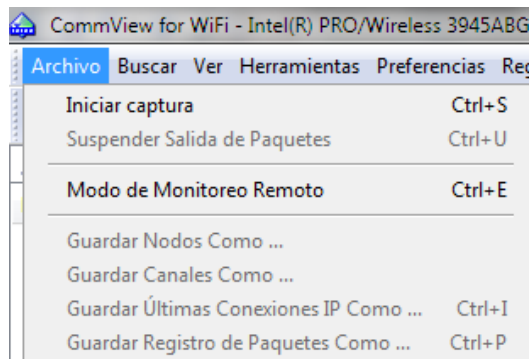 CommView for WiFi - Intel(R) PRO/Wireless 3945ABG
Archivo Buscar Ver Herramientas Preferencias Reg
Iniciar captura Ctrl+S
Suspender Salida de Paquetes Ctrl+U
Modo de Monitoreo Remoto Ctrl+E
Guardar Nodos Como ...
Guardar Canales Como ...
Guardar Últimas Conexiones IP Como ... Ctrl+I
Guardar Registro de Paquetes Como ... Ctrl+P